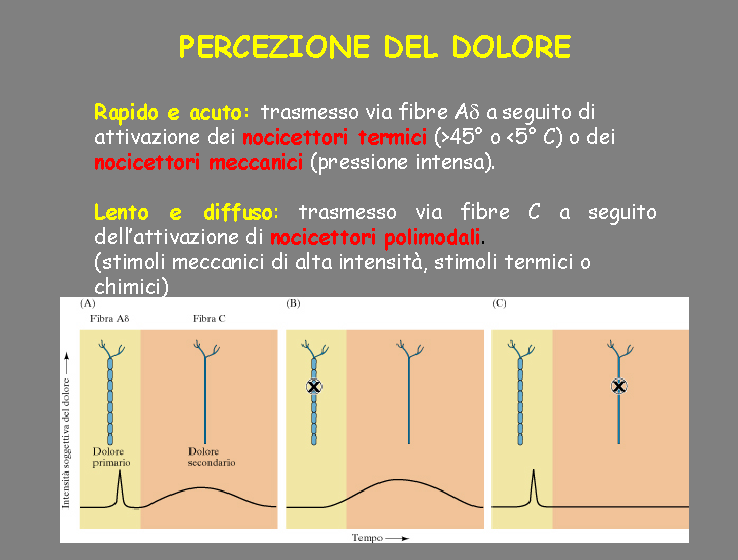 PERCEZIONE DEL DOLORE
Rapido e acuto: trasmesso via fibre Aδ a seguito di
attivazione dei nocicettori termici (>45° o <5° C) o dei
nocicettori meccanici (pressione intensa).
Lento e diffuso: trasmesso via fibre C a seguito
dell'attivazione di nocicettori polimodali.
(stimoli meccanici di alta intensità, stimoli termici o
chimici)
(A)
(B)
(C)
Fibra Aδ
Fibra C
Intensità soggettiva del dolore
Dolore
primario
Dolore
secondario
Tempo